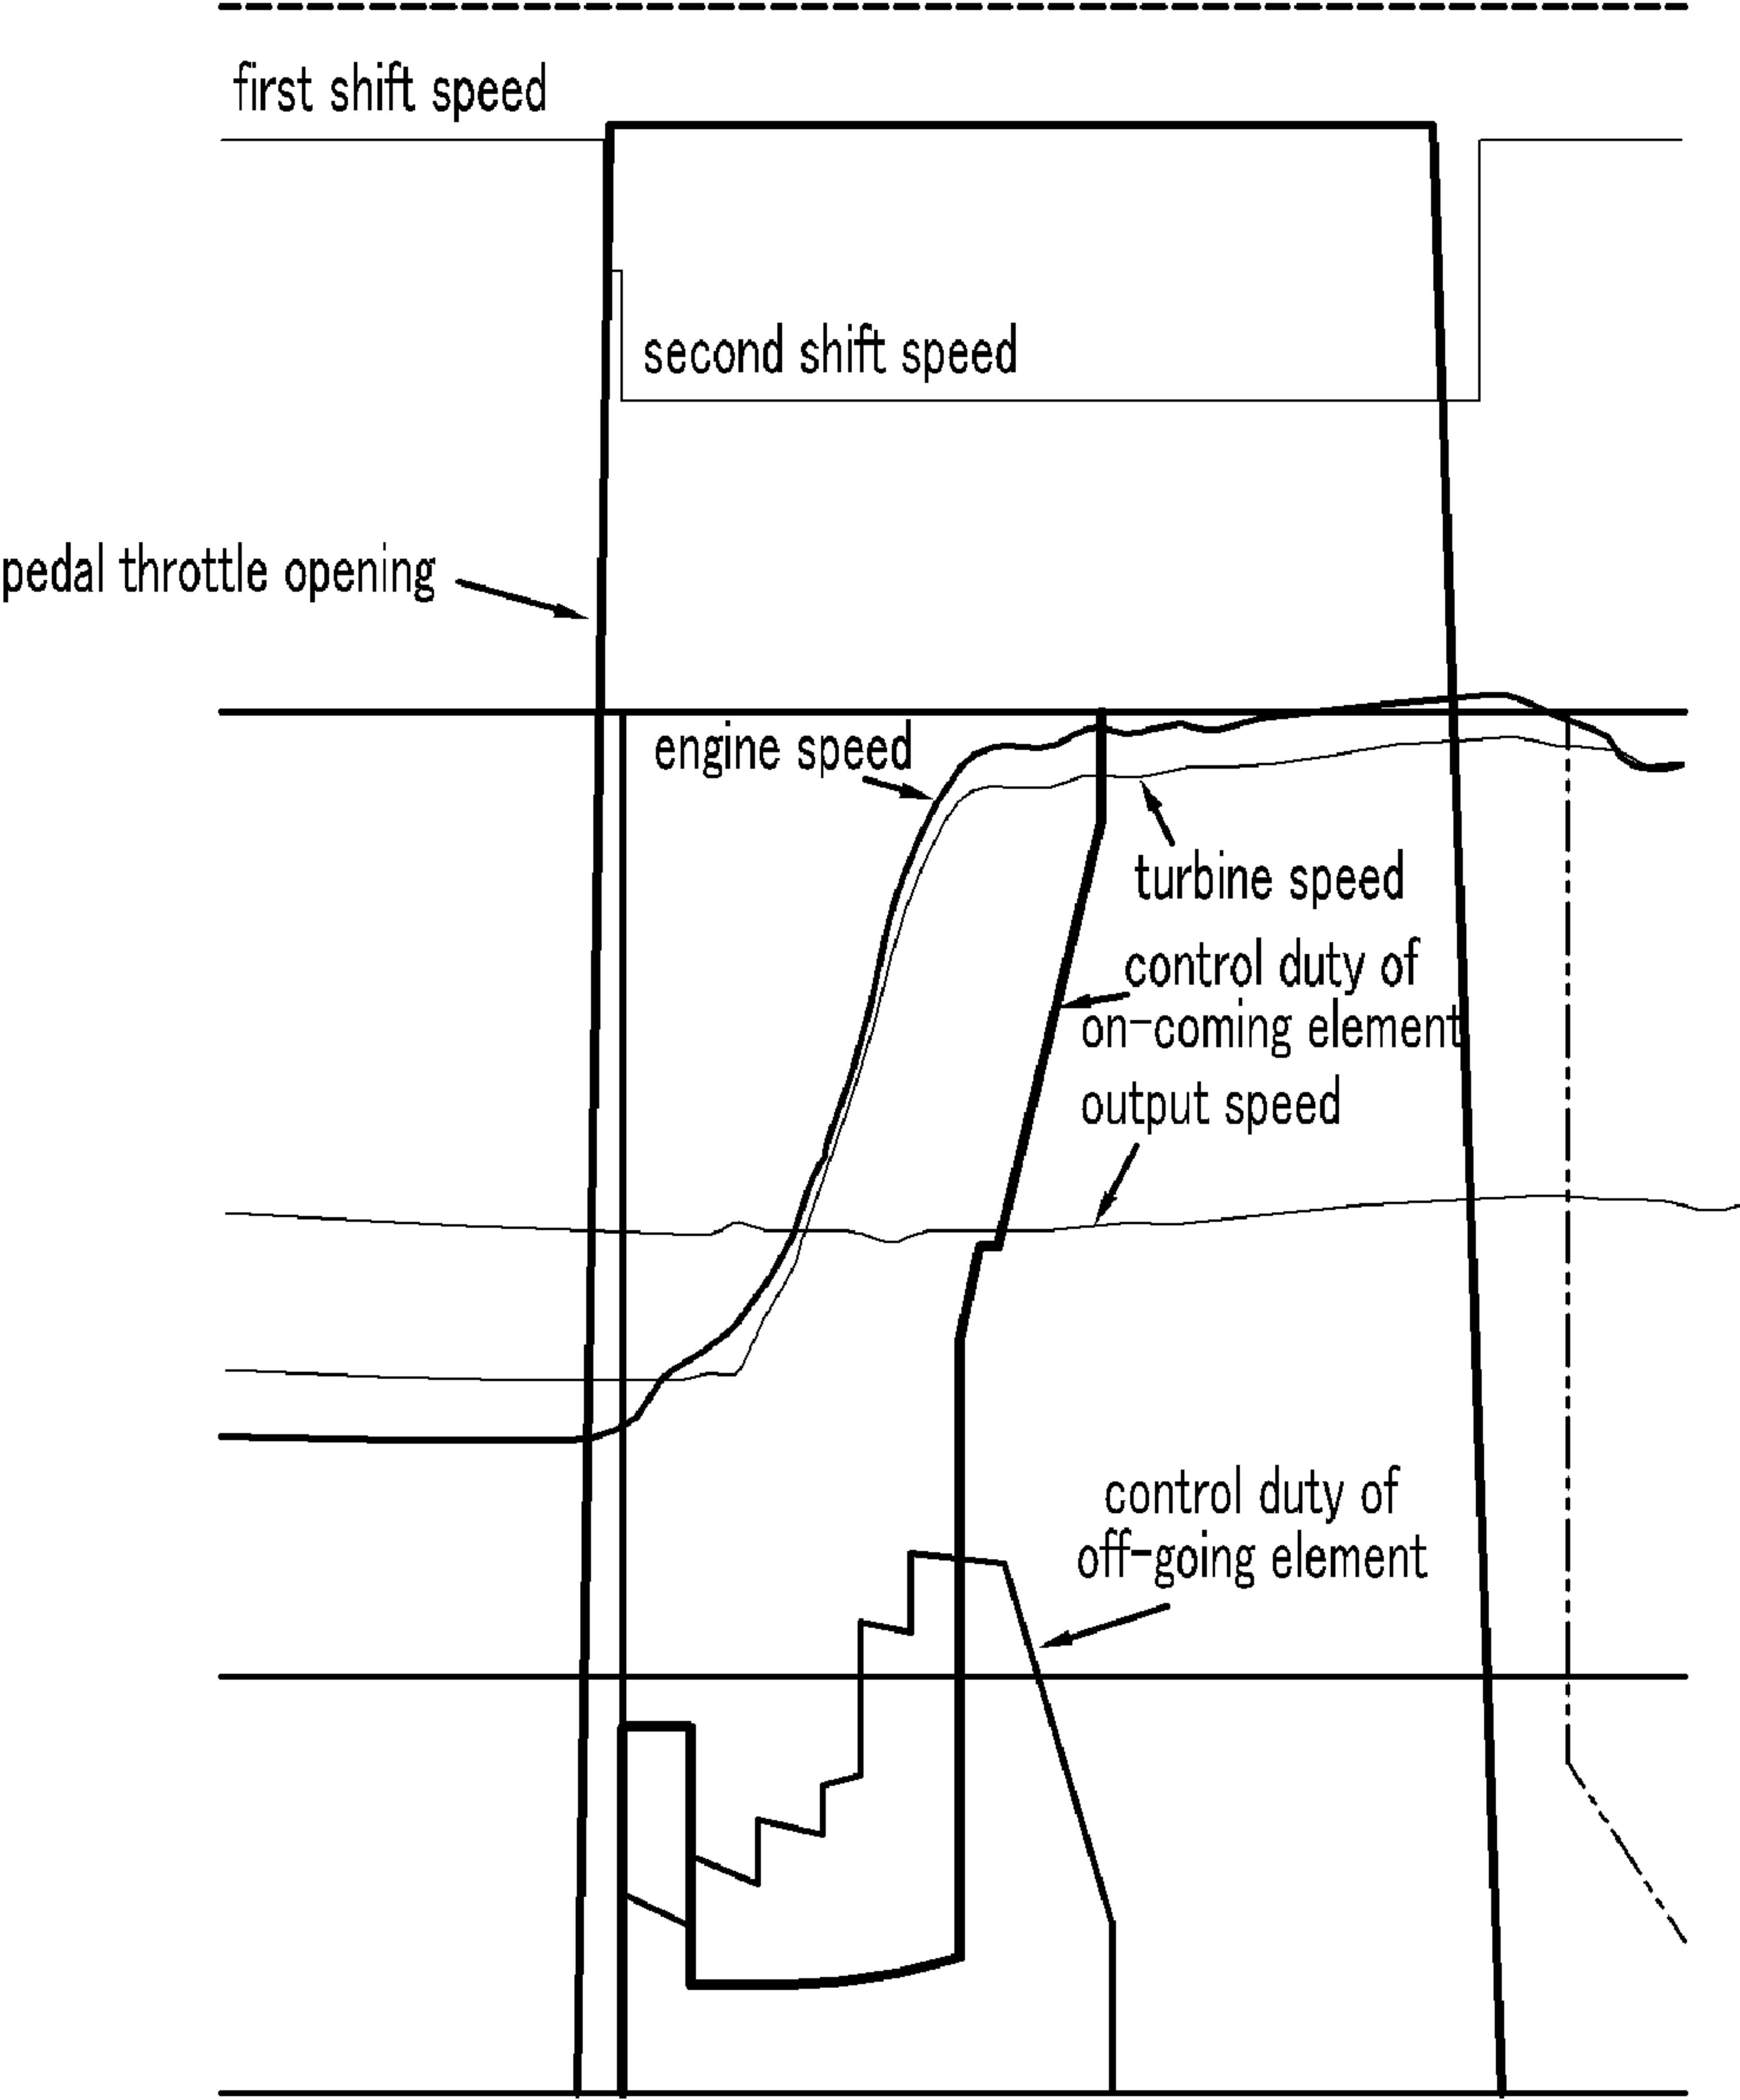 first shift speed
second shift speed
pedal throttle opening
engine speed
turbine speed
control duty of
on-coming element
output speed
control duty of
off-going element